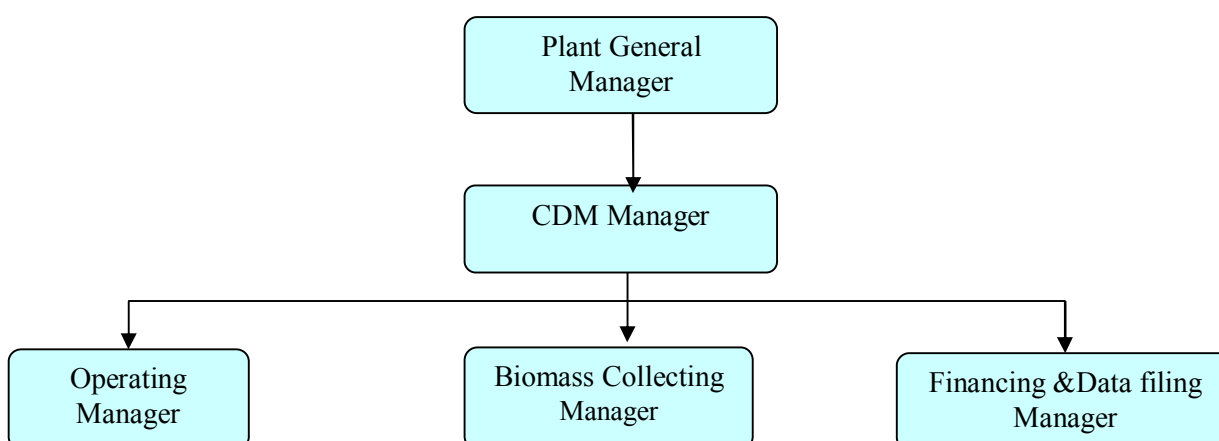 Plant General
Manager
CDM Manager
Operating
Manager
Biomass Collecting
Manager
Financing &Data filing
Manager